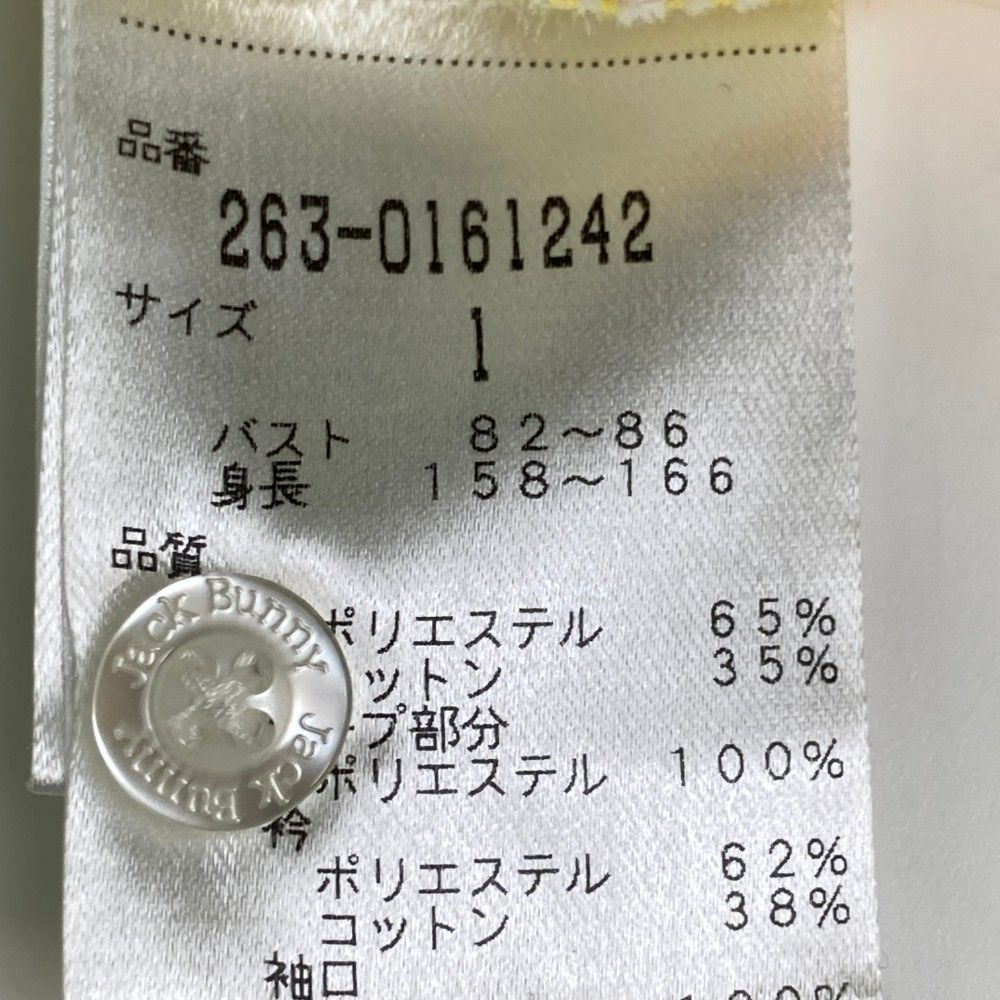 品番
263-0161242
サイズ
1
バスト 82～86
身長 158～166
品質
ポリエステル 65%
ットン 35%
ープ部分
ポリエステル 100%
衿
ポリエステル 62%
コットン 38%
袖口
Jack Bunny
Jack Bunny